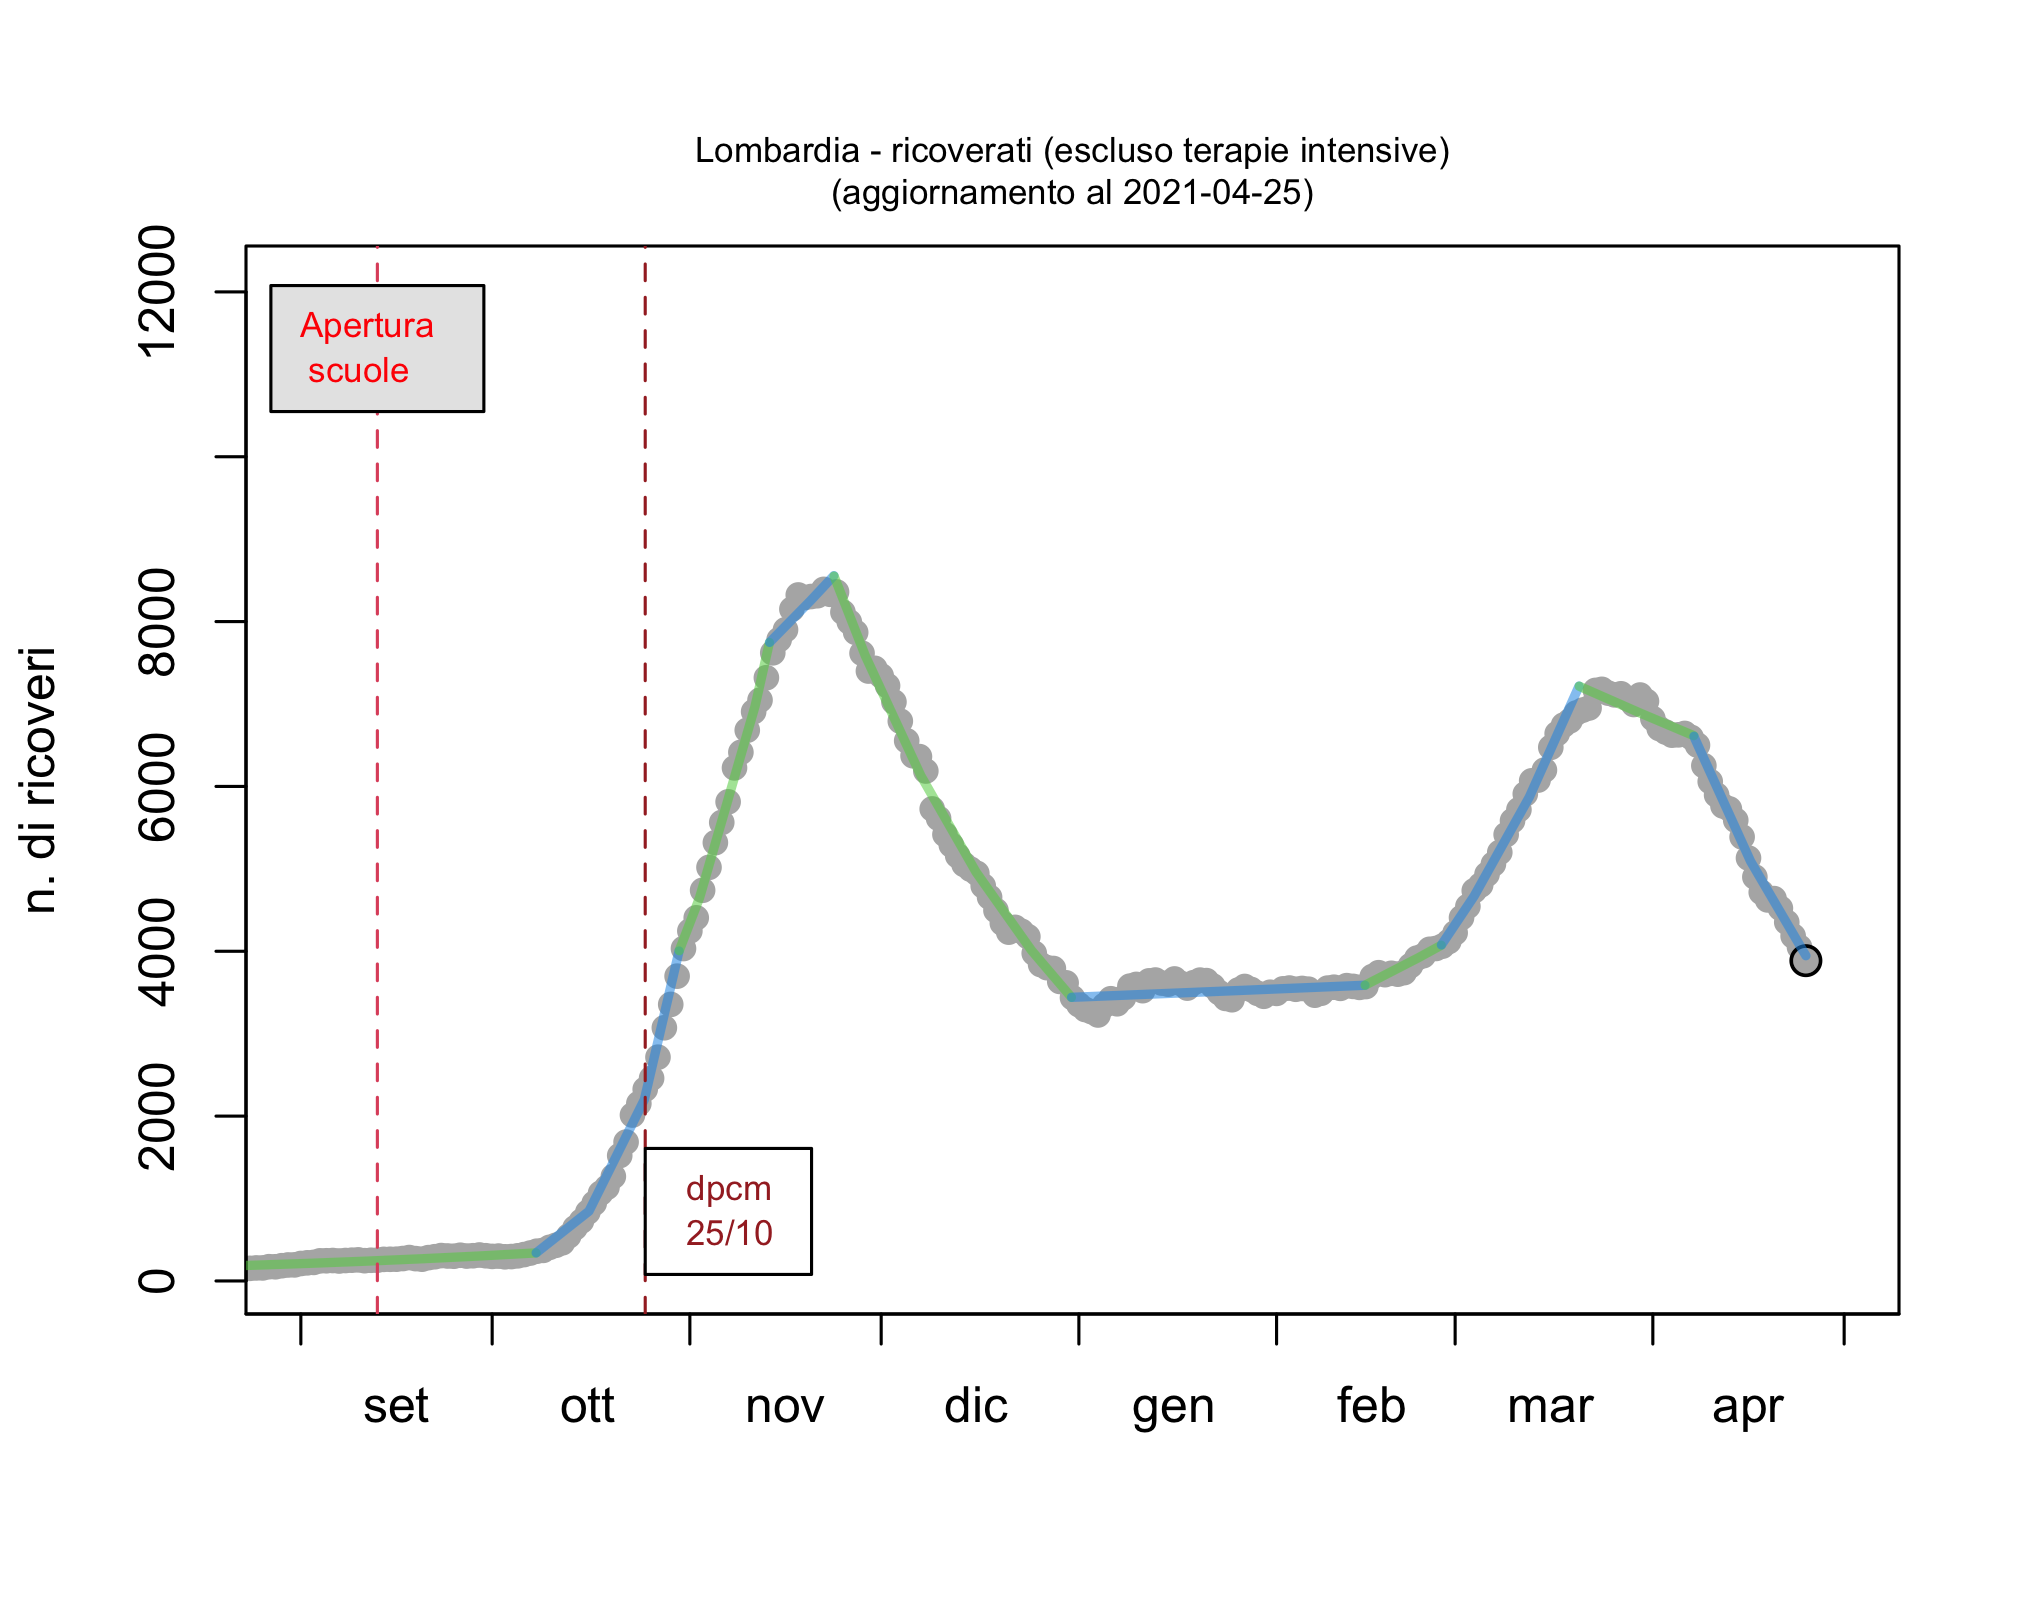 Lombardia - ricoverati (escluso terapie intensive)
(aggiornamento al 2021-04-25)
12000
8000
6000
4000
2000
0
n. di ricoveri
Apertura
scuole
dpcm
25/10
set ott nov dic gen feb mar apr